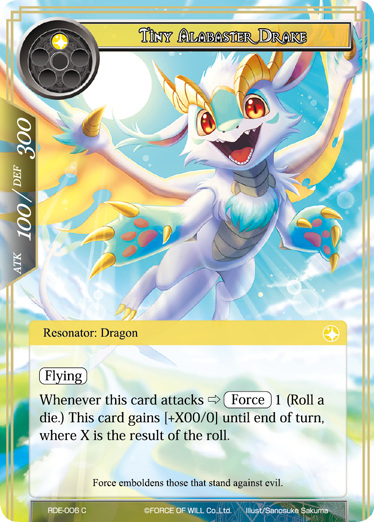 Tiny Alabaster Drake
ATK 100 / DEF 300
Resonator: Dragon
Flying
Whenever this card attacks ⇨ Force 1 (Roll a
die.) This card gains [+X00/0] until end of turn,
where X is the result of the roll.
Force emboldens those that stand against evil.
RDE-006 C ©FORCE OF WILL Co.,Ltd. Illust/Sanosuke Sakuma